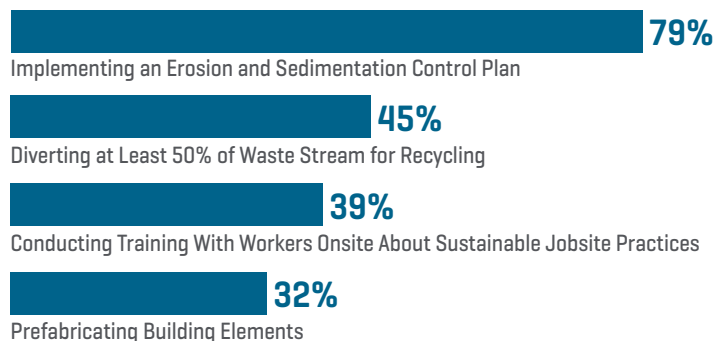 79%
Implementing an Erosion and Sedimentation Control Plan
45%
Diverting at Least 50% of Waste Stream for Recycling
39%
Conducting Training With Workers Onsite About Sustainable Jobsite Practices
32%
Prefabricating Building Elements